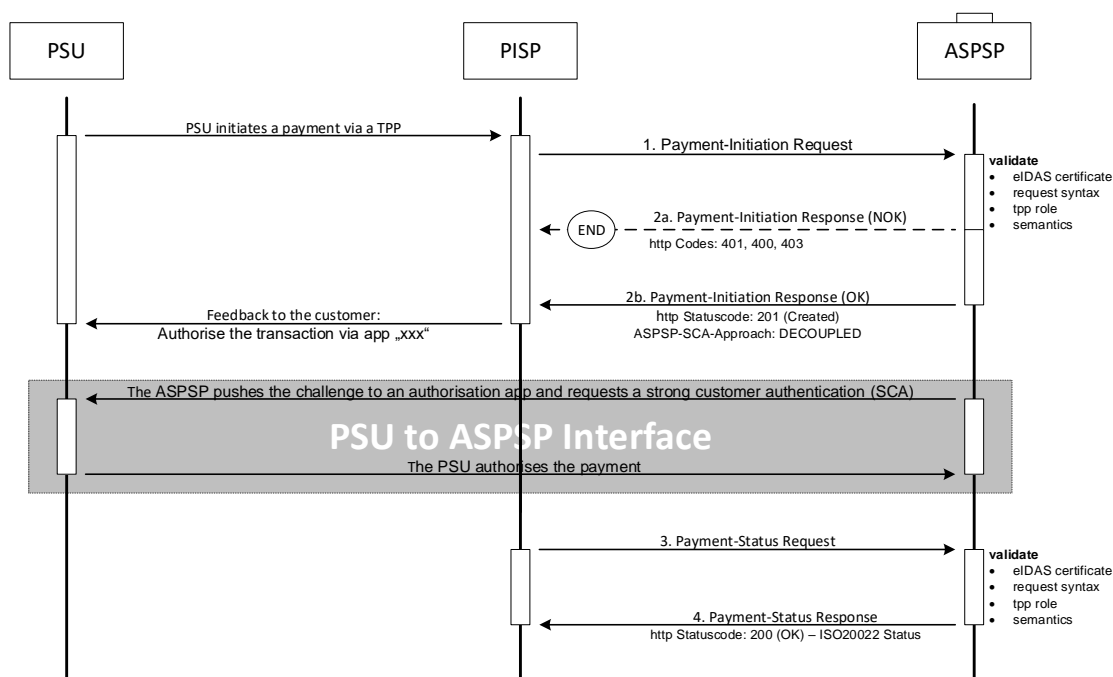 PSU
PISP
ASPSP
PSU initiates a payment via a TPP
1. Payment-Initiation Request
validate
• eIDAS certificate
• request syntax
• tpp role
• semantics
2a. Payment-Initiation Response (NOK)
END
http Codes: 401, 400, 403
2b. Payment-Initiation Response (OK)
http Statuscode: 201 (Created)
ASPSP-SCA-Approach: DECOUPLED
Feedback to the customer:
Authorise the transaction via app „xxx“
The ASPSP pushes the challenge to an authorisation app and requests a strong customer authentication (SCA)
PSU to ASPSP Interface
The PSU authorises the payment
3. Payment-Status Request
validate
• eIDAS certificate
• request syntax
• tpp role
• semantics
4. Payment-Status Response
http Statuscode: 200 (OK) – ISO20022 Status